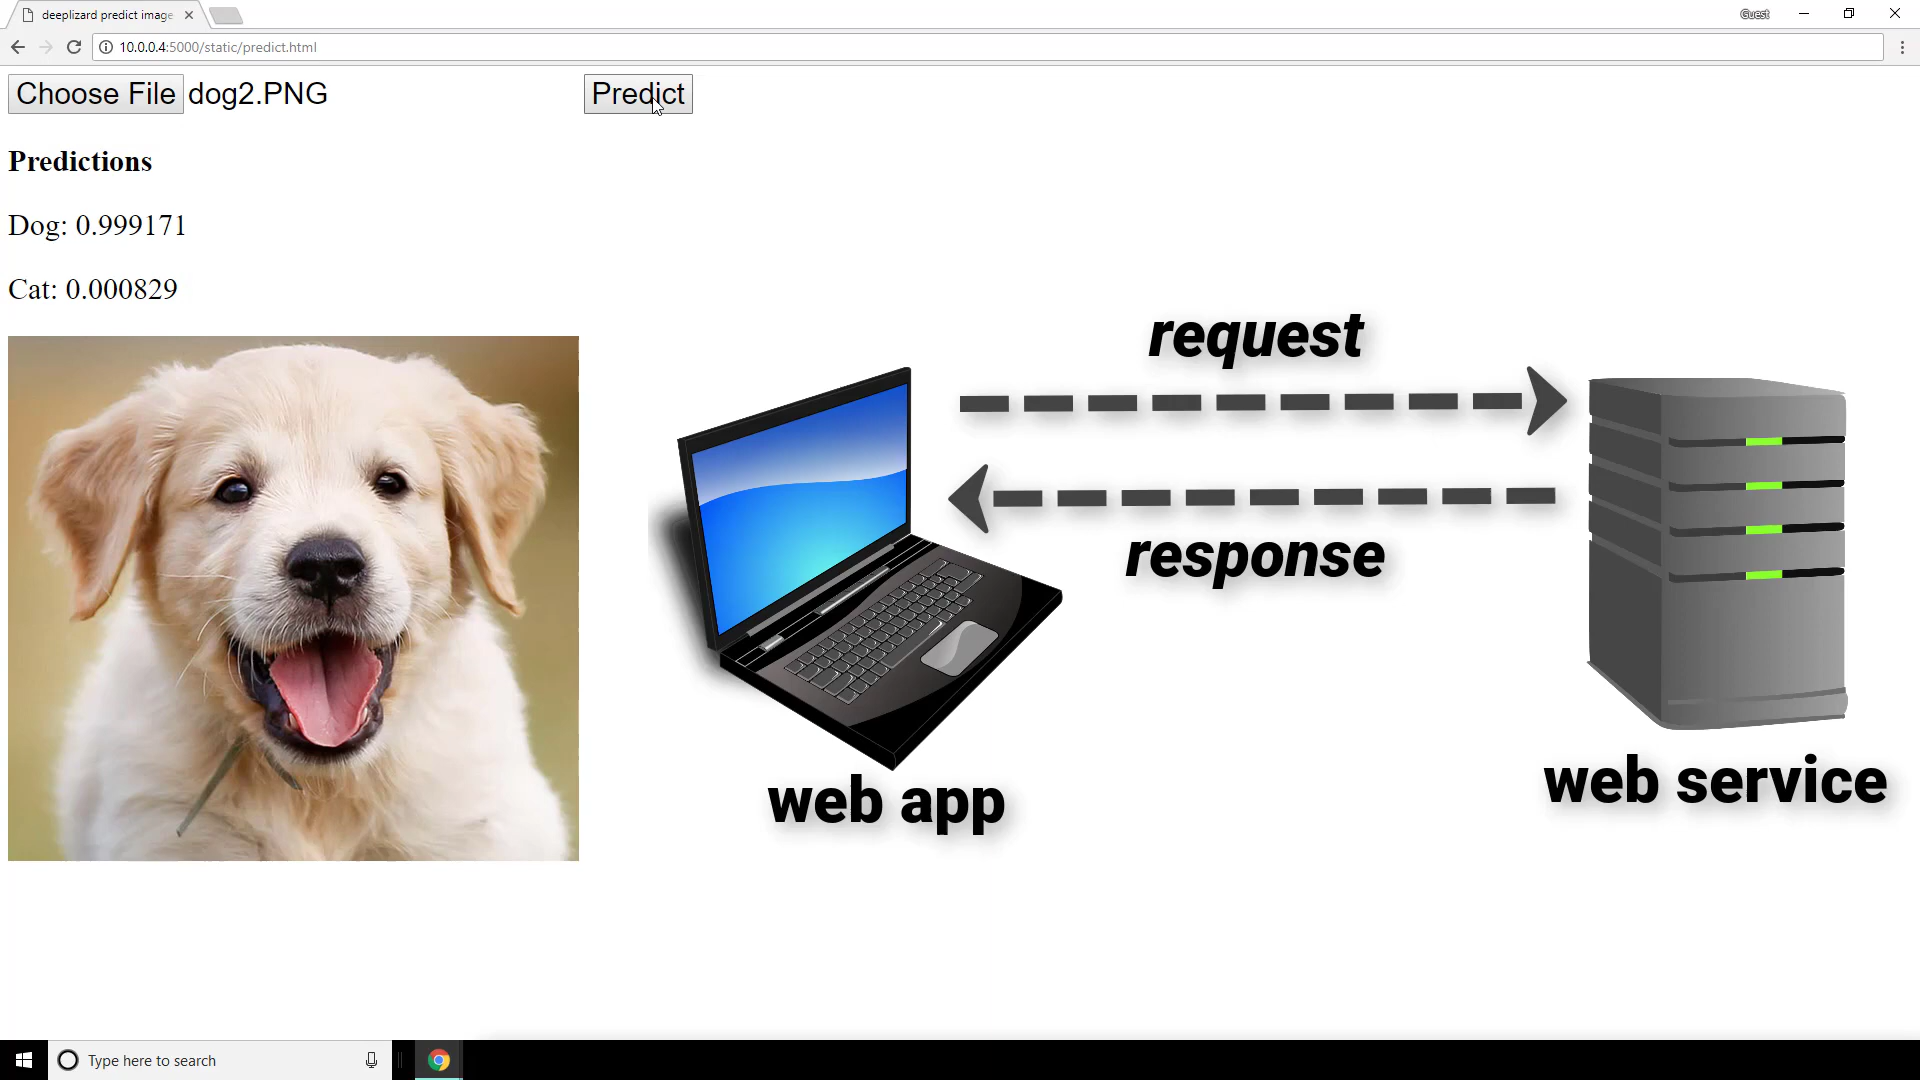 deeplizard predict image
Guest
10.0.0.4:5000/static/predict.html
Choose File dog2.PNG Predict
Predictions
Dog: 0.999171
Cat: 0.000829
request
response
web app
web service
Type here to search